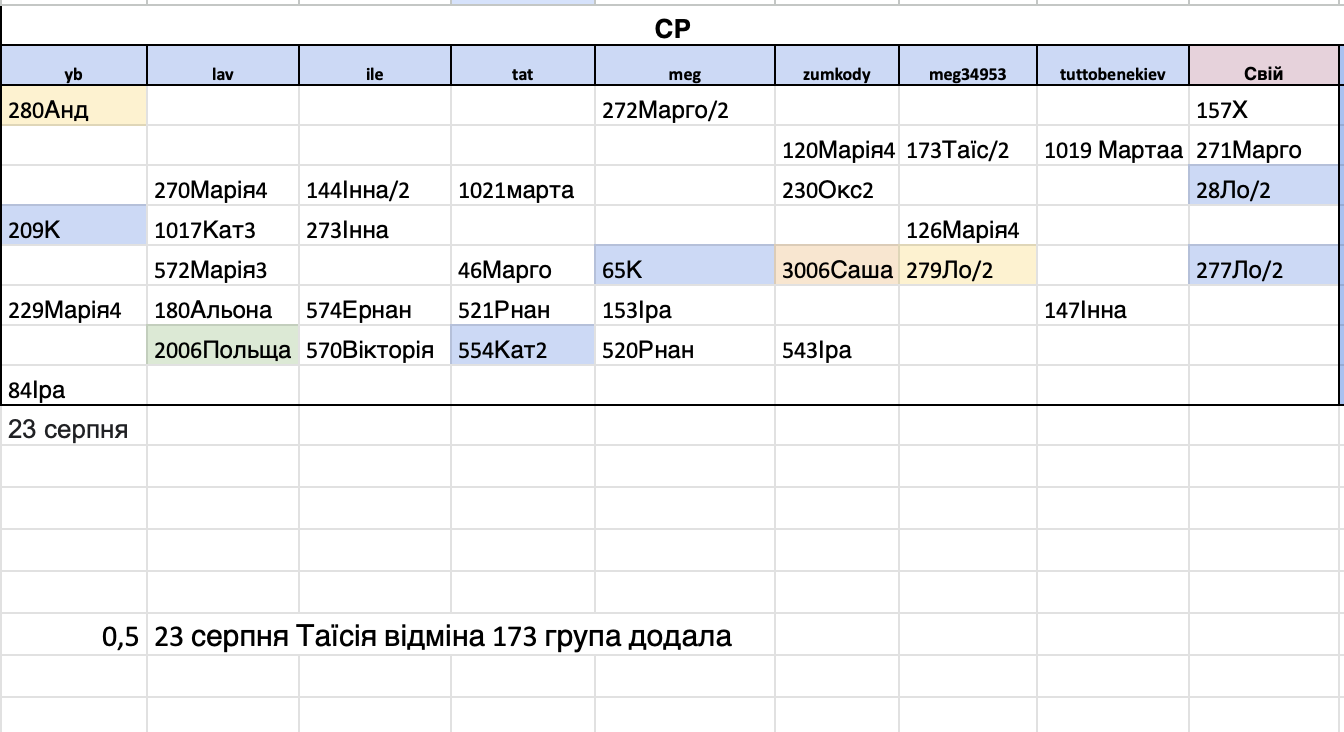 СР
yb lav ile tat meg zumkody meg34953 tuttobenekiev Свій
280Анд 272Марго/2 157Х
120Марія4 173Таїс/2 1019 Мартаа 271Марго
270Марія4 144Інна/2 1021марта 230Окс2 28Ло/2
209К 1017Кат3 273Інна 126Марія4
572Марія3 46Марго 65К 3006Саша 279Ло/2 277Ло/2
229Марія4 180Альона 574Ернан 521Рнан 153Іра 147Інна
2006Польща 570Вікторія 554Кат2 520Рнан 543Іра
84Іра
23 серпня
0,5 23 серпня Таїсія відміна 173 група додала